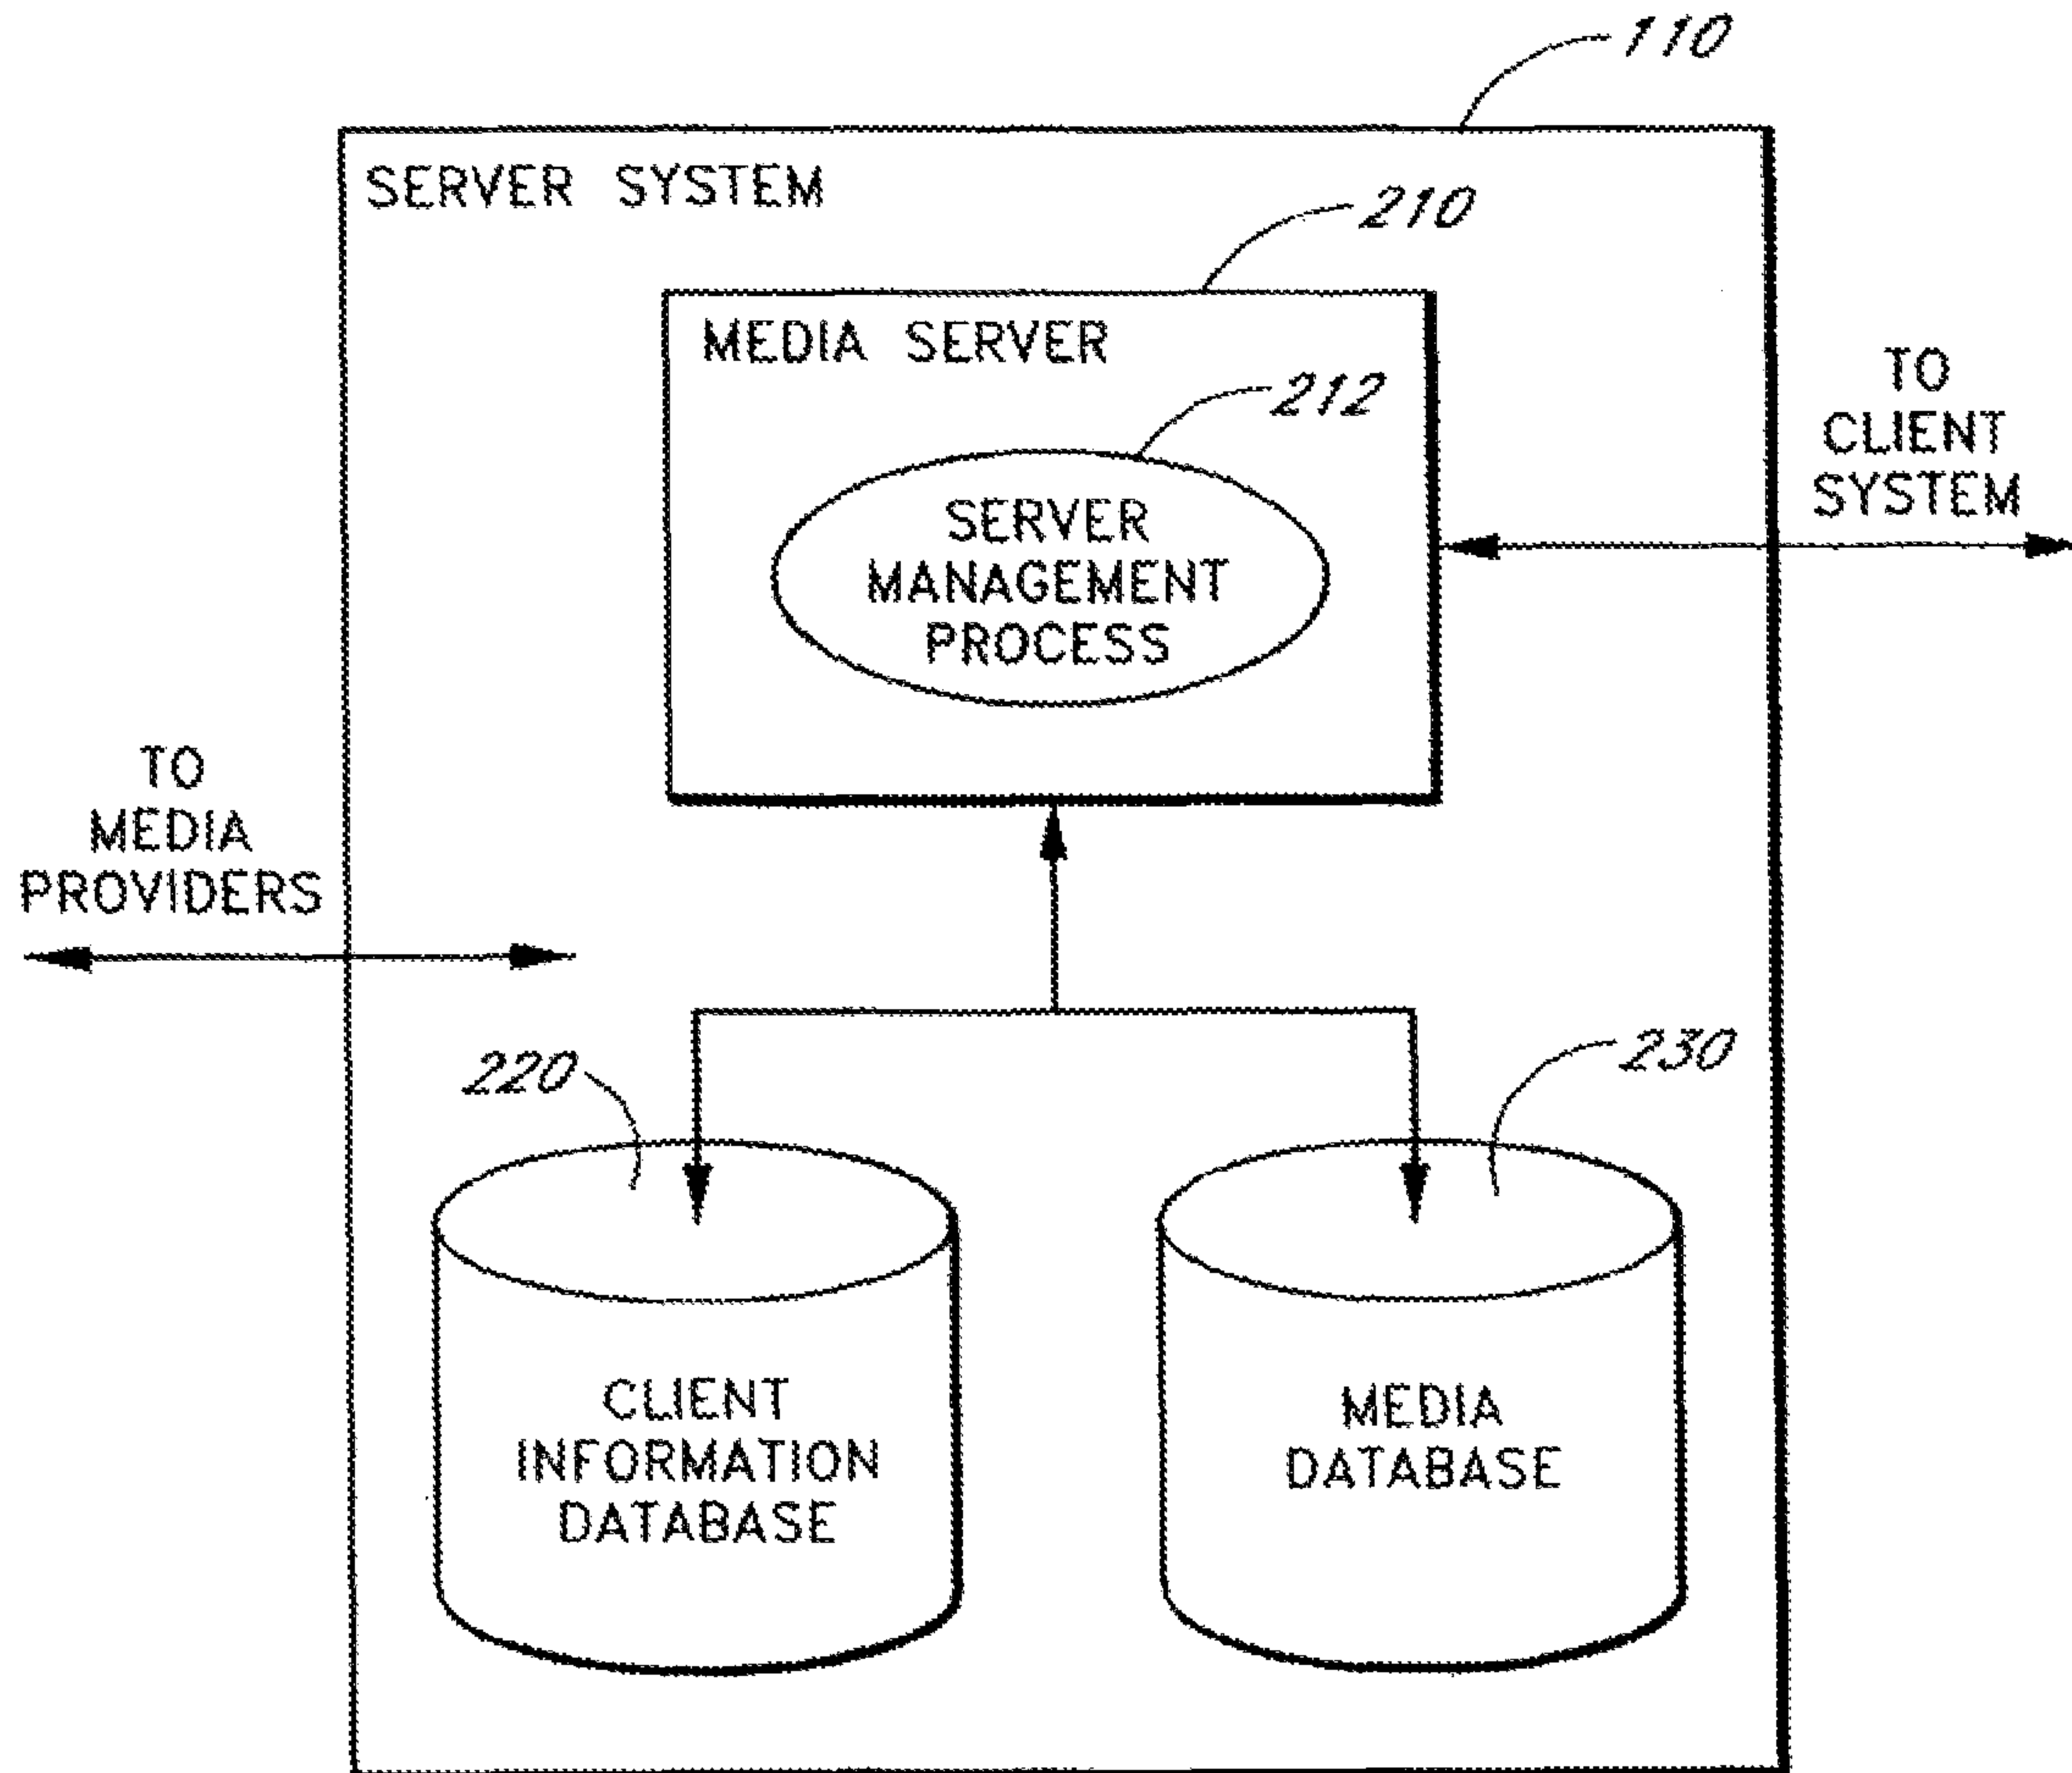 110
SERVER SYSTEM
210
MEDIA SERVER
212
SERVER
MANAGEMENT
PROCESS
TO
CLIENT
SYSTEM
TO
MEDIA
PROVIDERS
220
230
CLIENT
INFORMATION
DATABASE
MEDIA
DATABASE